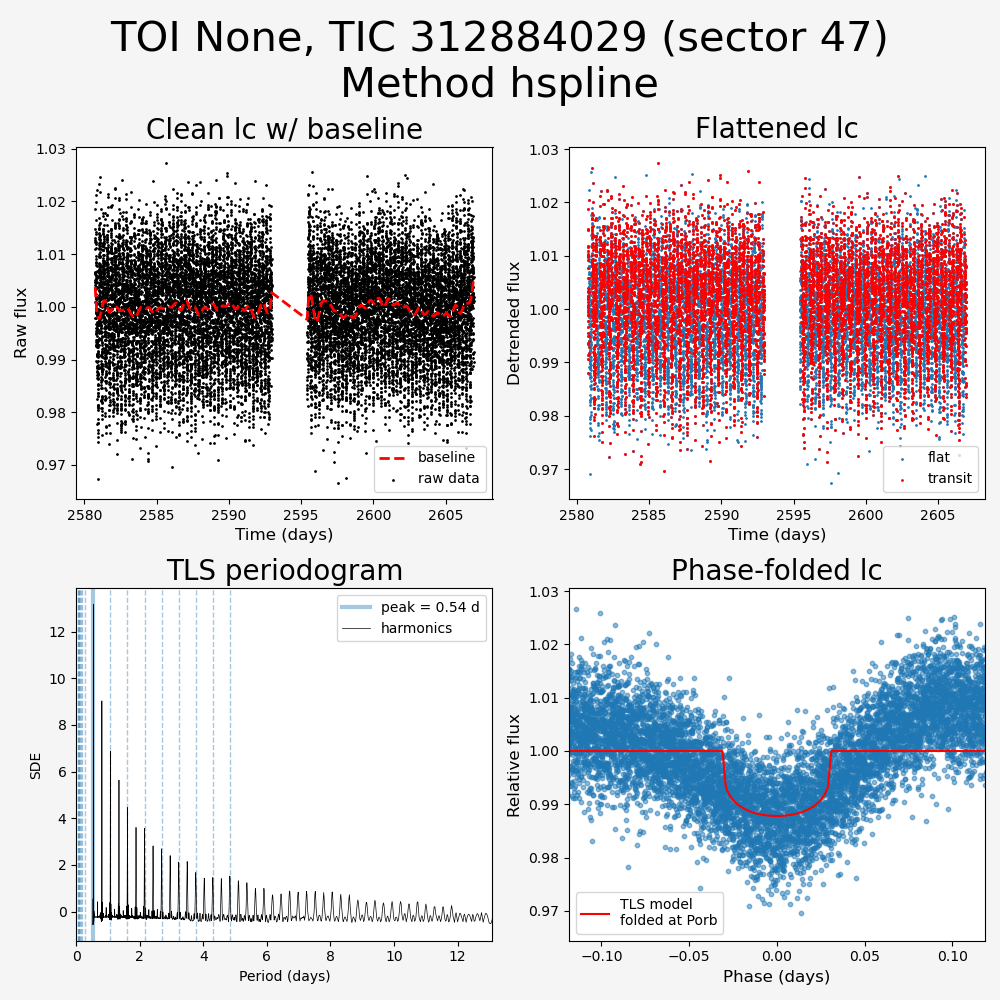 TOI None, TIC 312884029 (sector 47)
Method hspline
Clean lc w/ baseline
1.03
1.02
1.01
1.00
0.99
0.98
0.97
Raw flux
baseline
raw data
2580
2585
2590
2595
2600
2605
Time (days)
Flattened lc
1.03
1.02
1.01
1.00
0.99
0.98
0.97
Detrended flux
flat
transit
2580
2585
2590
2595
2600
2605
Time (days)
TLS periodogram
12
10
8
6
4
2
0
SDE
peak = 0.54 d
harmonics
0
2
4
6
8
10
12
Period (days)
Phase-folded lc
1.03
1.02
1.01
1.00
0.99
0.98
0.97
Relative flux
TLS model
folded at Porb
−0.10
−0.05
0.00
0.05
0.10
Phase (days)